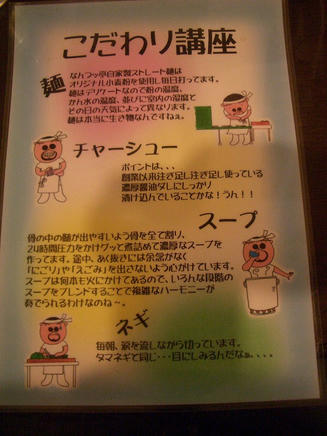 こだわり講座
麺
なんつッ亭自家製ストレート麺は
オリジナル小麦粉を使用し毎日打ってます。
麺はデリケートなので粉の温度、
かん水の温度、並びに室内の湿度と
その日の天気によって異なります。
麺は本当に生き物なんですねぇ。
チャーシュー
ポイントは、、、
創業以来注ぎ足し注ぎ足し使っている
濃厚醤油ダレにしっかり
漬け込んでいることかな!うん!!
スープ
骨の中の髄が出やすいよう骨を全て割り、
24時間圧力をかけグッと煮詰めて濃厚なスープを
作ってます。途中、あく抜きには余念がなく
「にごり」や「えごみ」を出さないよう心がけています。
スープは何本も火にかけてあるので、いろんな段階の
スープをブレンドすることで複雑なハーモニーが
奏でられるわけなのね～。
ネギ
毎朝、涙を流しながら切っています。
タマネギと同じ・・・目にしみるんだなぁ、、、。